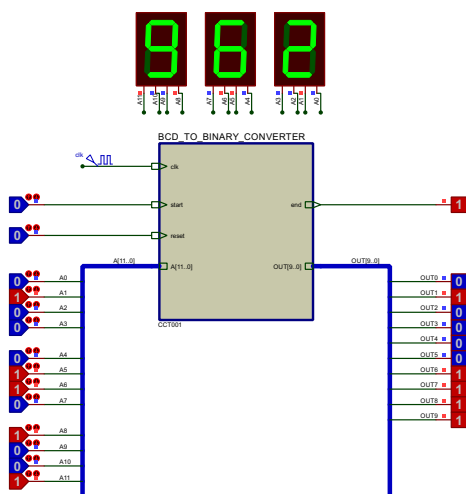 9 6 2
A11 A10 A9 A8 A7 A6 A5 A4 A3 A2 A1 A0
BCD_TO_BINARY_CONVERTER
clk
clk
0 start end 1
0 reset
A[11..0] A[11..0] OUT[9..0] OUT[9..0]
0 A0 OUT0 0
1 A1 OUT1 1
0 A2 OUT2 0
0 A3 OUT3 0
CCT001
OUT4 0
0 A4 OUT5 0
1 A5 OUT6 1
1 A6 OUT7 1
0 A7 OUT8 1
OUT9 1
1 A8
0 A9
0 A10
1 A11